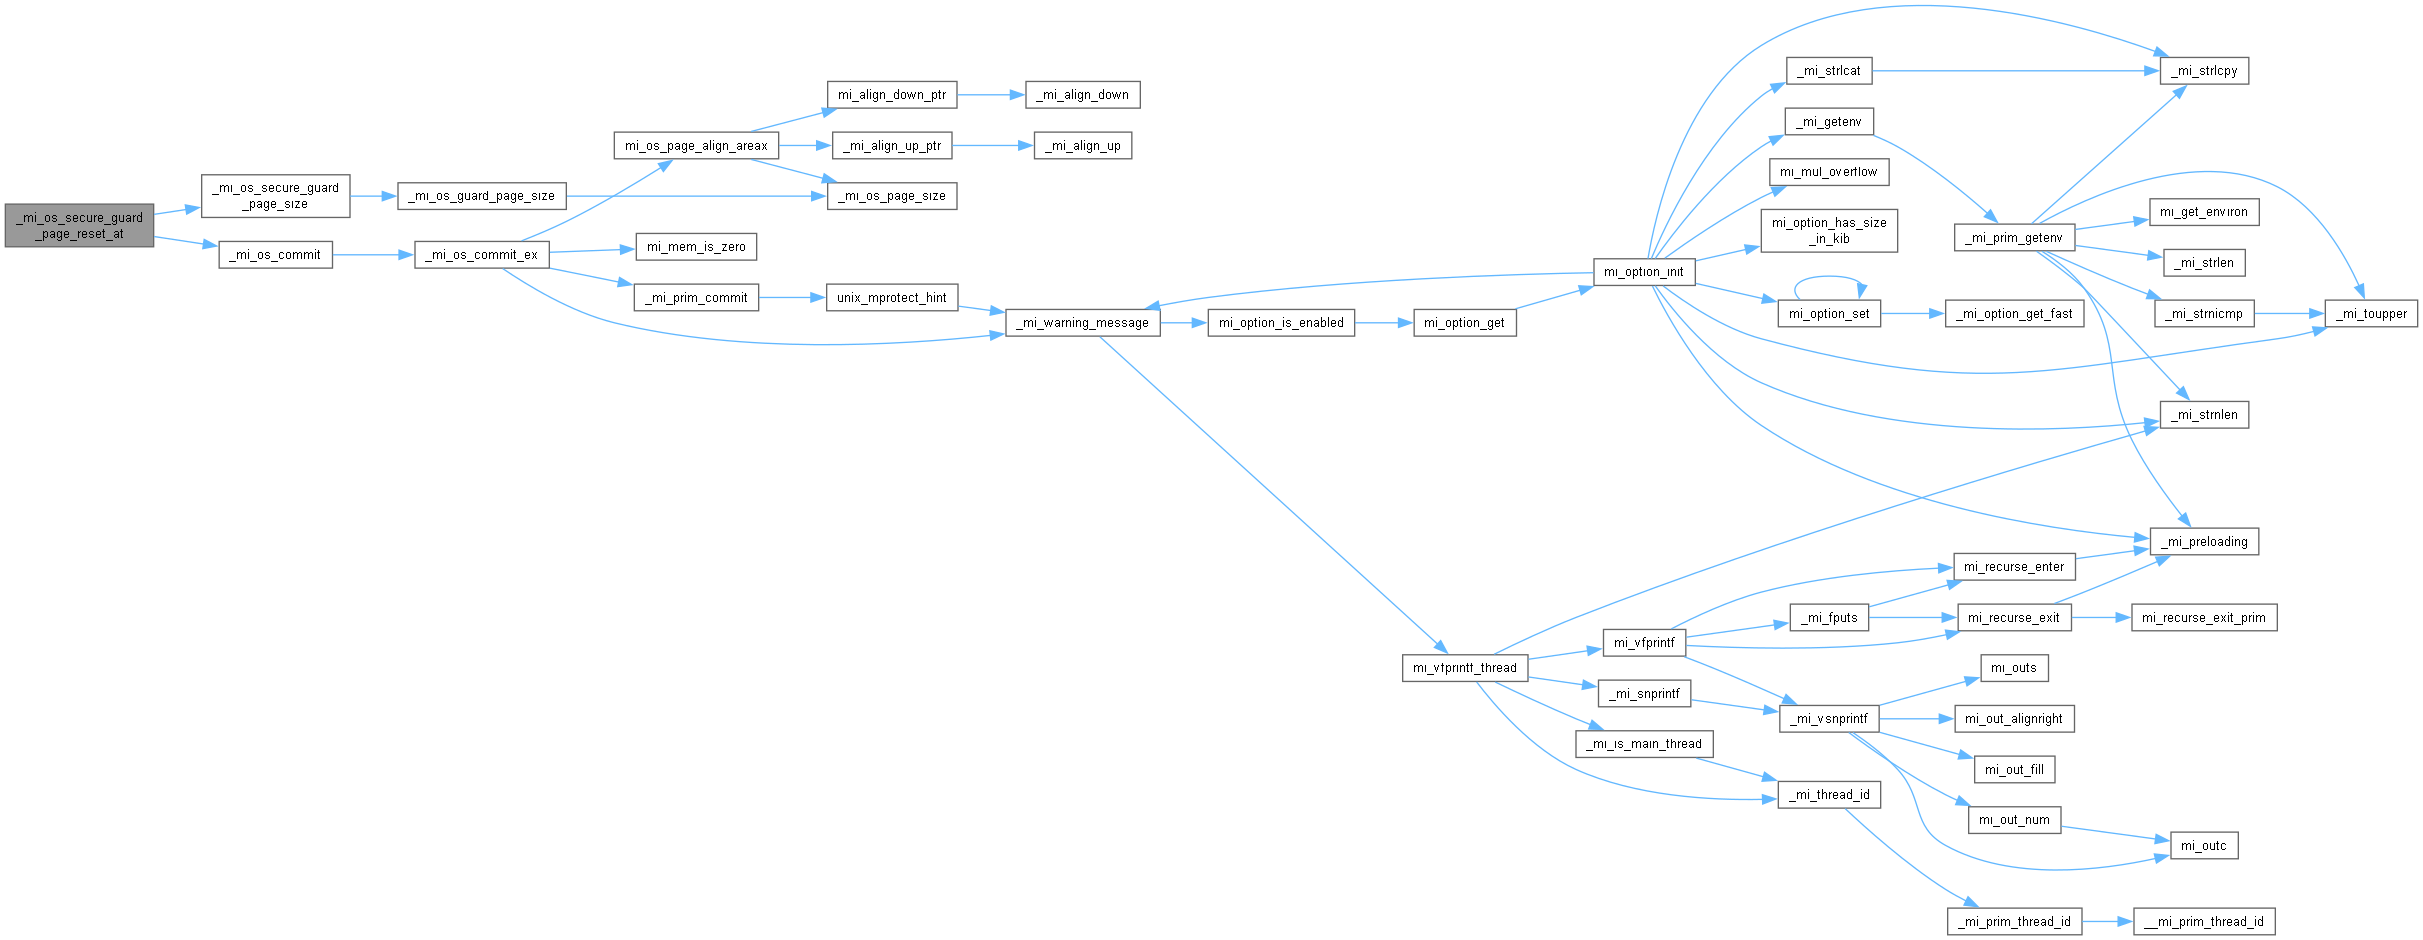 _mi_os_secure_guard
_page_reset_at
_mi_os_secure_guard
_page_size
_mi_os_commit
_mi_os_guard_page_size
_mi_os_commit_ex
mi_os_page_align_areax
mi_mem_is_zero
_mi_prim_commit
mi_align_down_ptr
_mi_align_up_ptr
_mi_os_page_size
unix_mprotect_hint
_mi_align_down
_mi_align_up
_mi_warning_message
mi_option_is_enabled
mi_option_get
mi_vfprintf_thread
mi_option_init
mi_vfprintf
_mi_snprintf
_mi_is_main_thread
_mi_strlcat
_mi_getenv
mi_mul_overflow
mi_option_has_size
_in_kib
mi_option_set
_mi_fputs
_mi_vsnprintf
_mi_thread_id
_mi_prim_getenv
_mi_option_get_fast
mi_recurse_enter
mi_recurse_exit
mi_outs
mi_out_alignright
mi_out_fill
mi_out_num
_mi_prim_thread_id
_mi_strlcpy
mi_get_environ
_mi_strlen
_mi_strnicmp
_mi_strnlen
_mi_preloading
mi_recurse_exit_prim
mi_outc
__mi_prim_thread_id
_mi_toupper